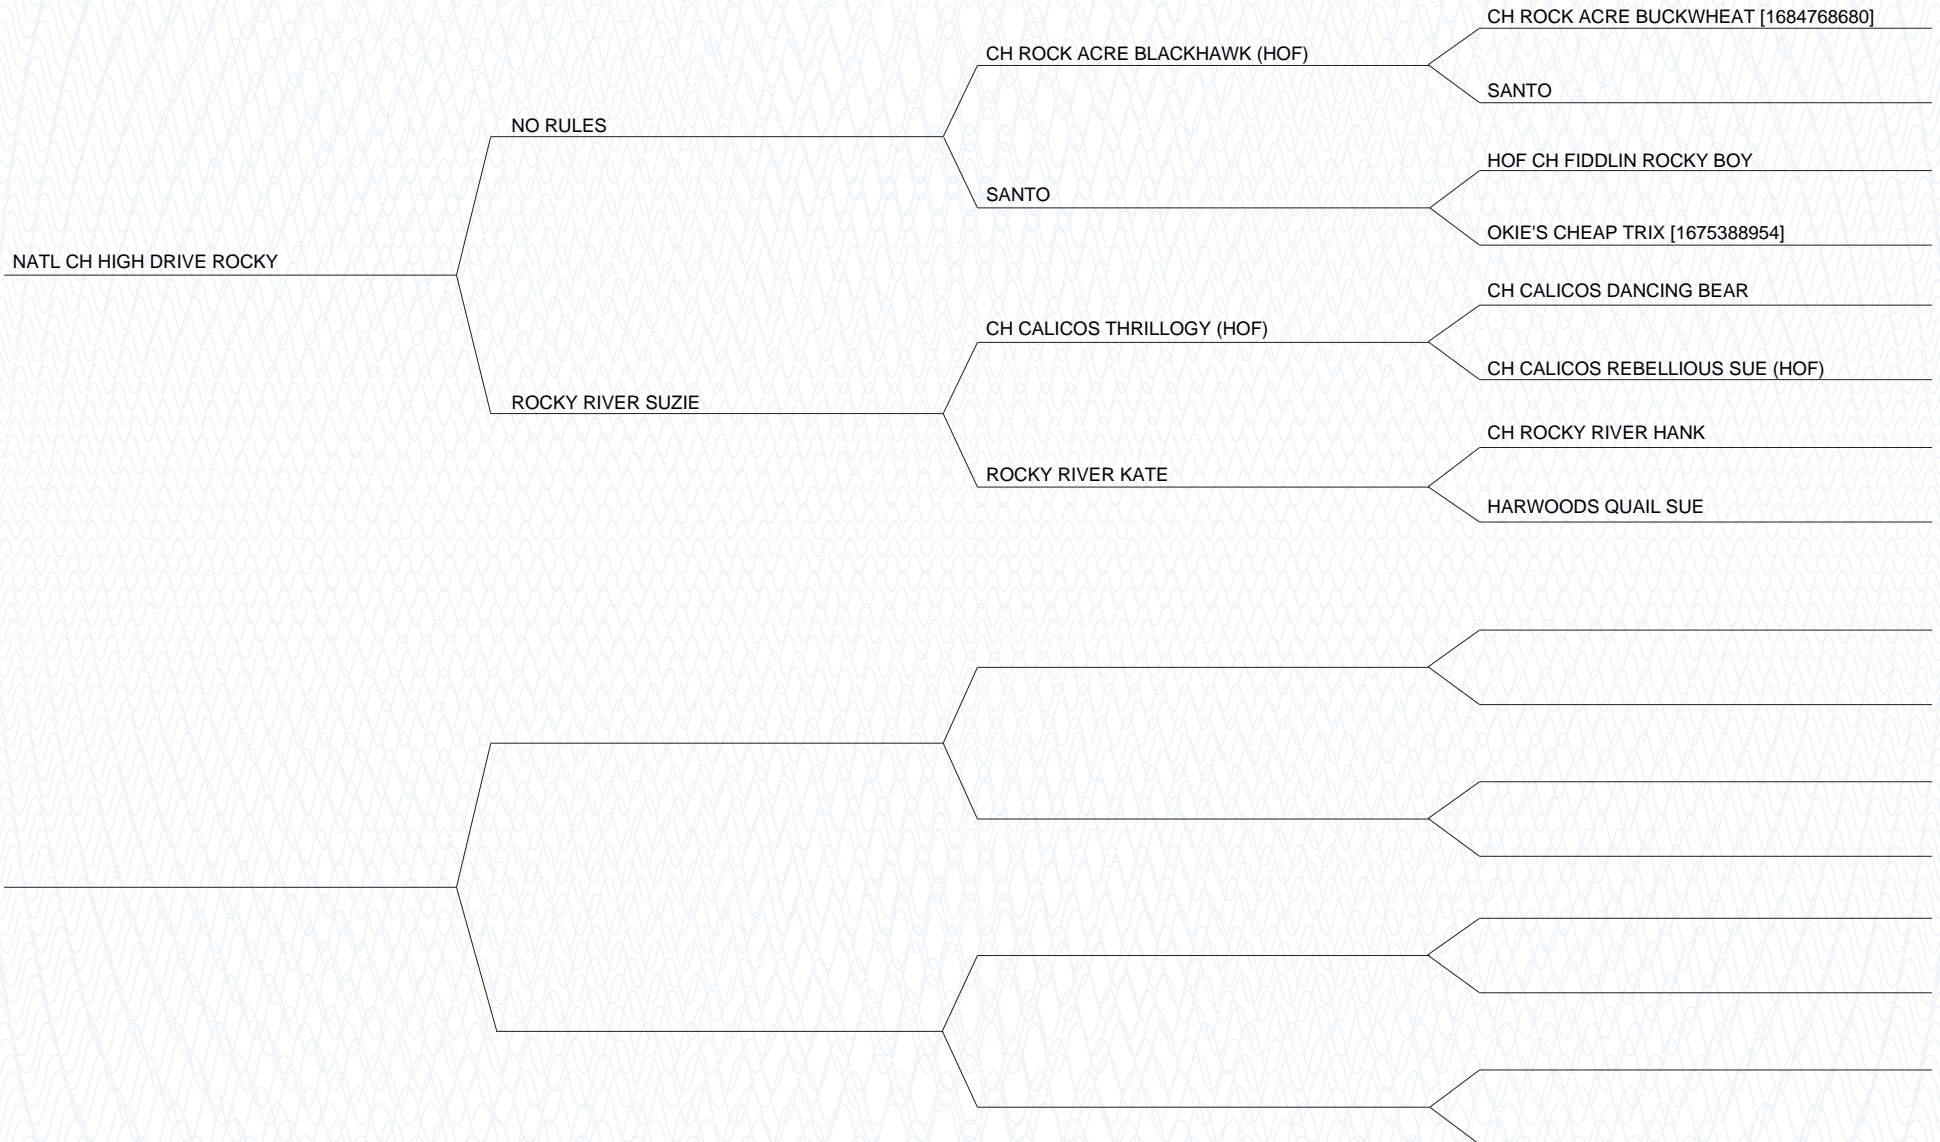 CH ROCK ACRE BUCKWHEAT [1684768680]
CH ROCK ACRE BLACKHAWK (HOF)
SANTO
NO RULES
HOF CH FIDDLIN ROCKY BOY
SANTO
OKIE'S CHEAP TRIX [1675388954]
NATL CH HIGH DRIVE ROCKY
CH CALICOS DANCING BEAR
CH CALICOS THRILLOGY (HOF)
CH CALICOS REBELLIOUS SUE (HOF)
ROCKY RIVER SUZIE
CH ROCKY RIVER HANK
ROCKY RIVER KATE
HARWOODS QUAIL SUE